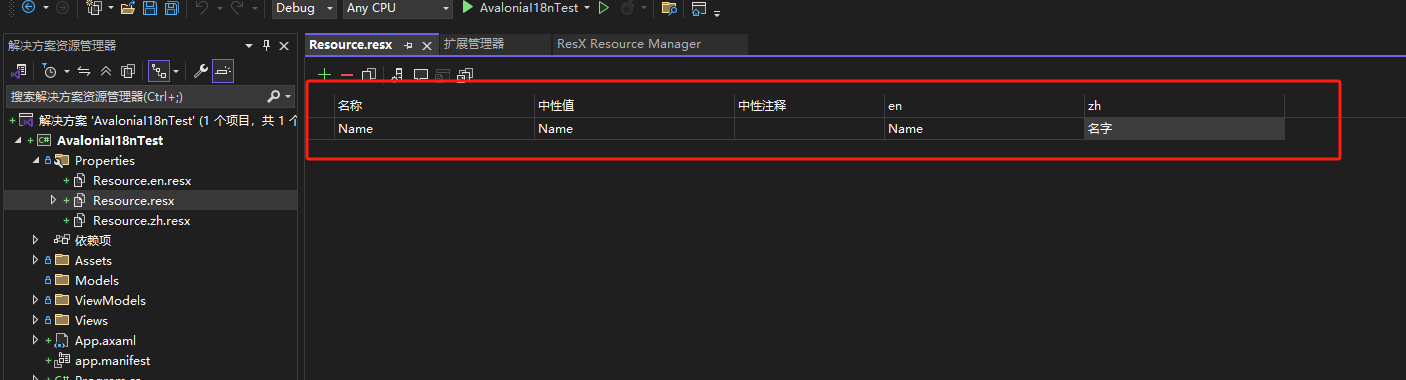 Debug Any CPU AvaloniaI18nTest
解决方案资源管理器
Resource.resx 扩展管理器 ResX Resource Manager
搜索解决方案资源管理器(Ctrl+;)
名称 中性值 中性注释 en zh
Name Name Name 名字
解决方案 'AvaloniaI18nTest' (1 个项目, 共 1 个
AvaloniaI18nTest
Properties
Resource.en.resx
Resource.resx
Resource.zh.resx
依赖项
Assets
Models
ViewModels
Views
App.axaml
app.manifest